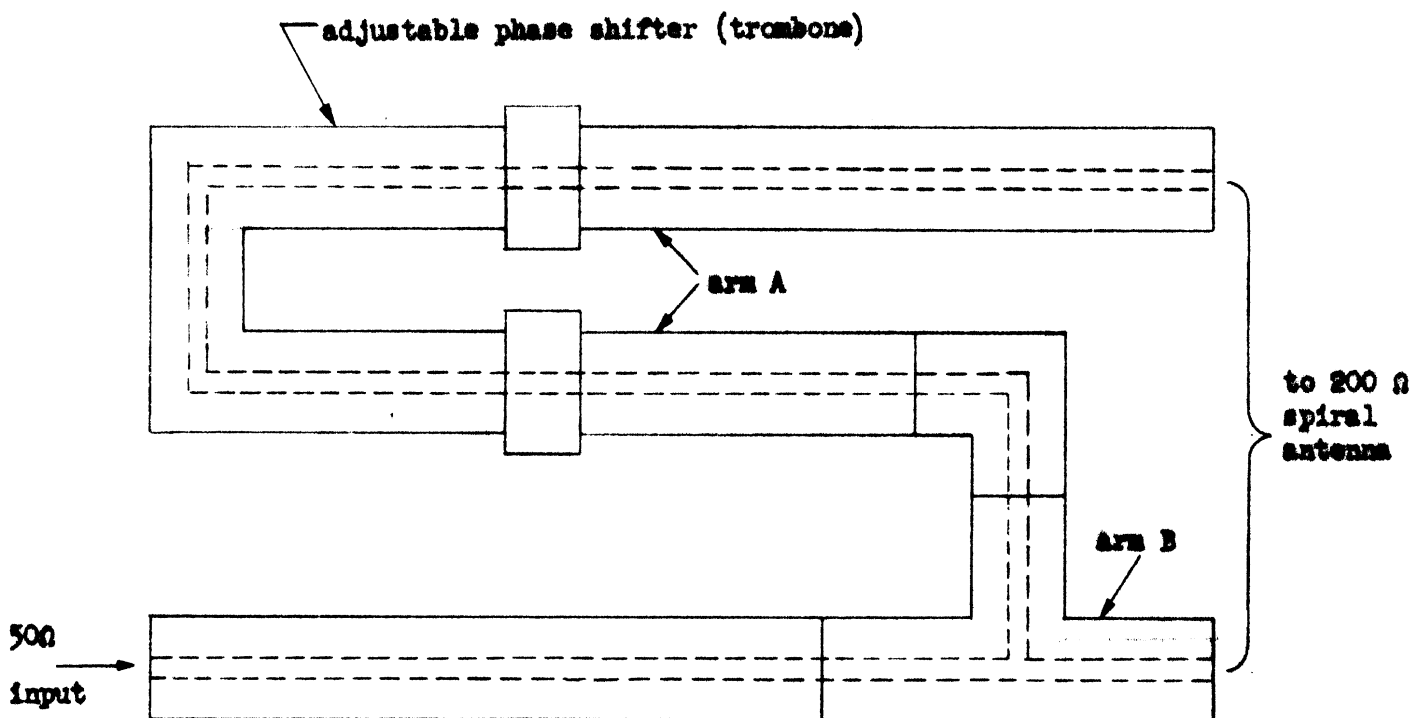 adjustable phase shifter (trombone)
arm A
to 200 Ω
spiral
antenna
arm B
50Ω
input